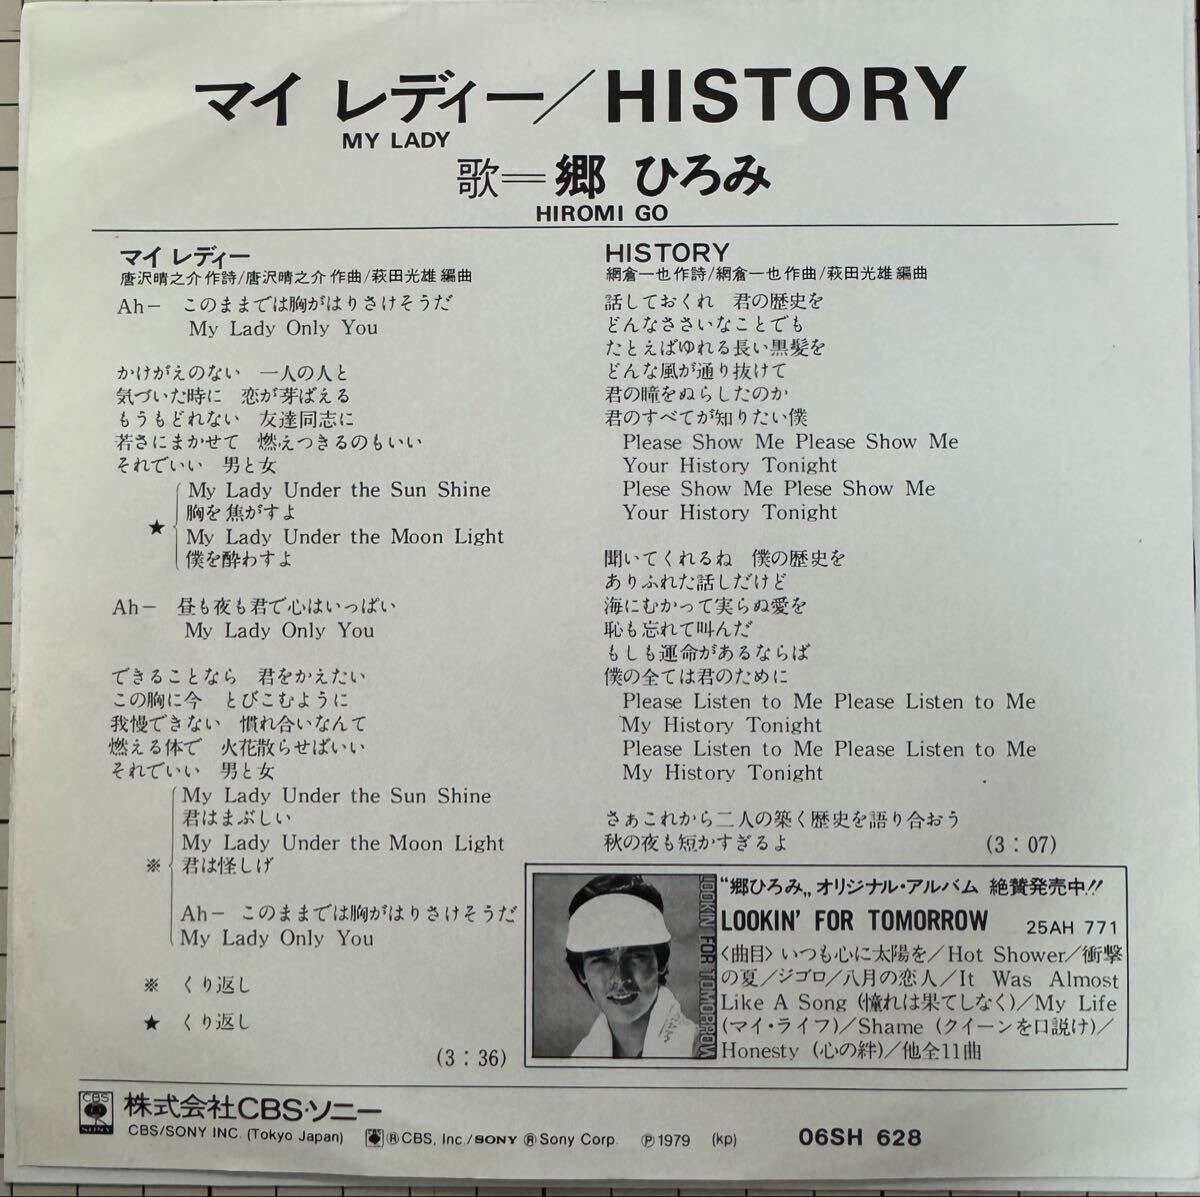 マイ レディー／HISTORY
MY LADY
歌＝郷 ひろみ
HIROMI GO
マイ レディー
唐沢晴之介 作詩/唐沢晴之介 作曲/萩田光雄 編曲
Ah－ このままでは胸がはりさけそうだ
My Lady Only You
かけがえのない 一人の人と
気づいた時に 恋が芽ばえる
もうもどれない 友達同志に
若さにまかせて 燃えつきるのもいい
それでいい 男と女
My Lady Under the Sun Shine
胸を焦がすよ
★ My Lady Under the Moon Light
僕を酔わすよ
Ah－ 昼も夜も君で心はいっぱい
My Lady Only You
できることなら 君をかえたい
この胸に今 とびこむように
我慢できない 慣れ合いなんて
燃える体で 火花散らせばいい
それでいい 男と女
My Lady Under the Sun Shine
君はまぶしい
My Lady Under the Moon Light
※ 君は怪しげ
Ah－ このままでは胸がはりさけそうだ
My Lady Only You
※ くり返し
★ くり返し
(3：36)
HISTORY
網倉一也 作詩/網倉一也 作曲/萩田光雄 編曲
話しておくれ 君の歴史を
どんなささいなことでも
たとえばゆれる長い黒髪を
どんな風が通り抜けて
君の瞳をぬらしたのか
君のすべてが知りたい僕
Please Show Me Please Show Me
Your History Tonight
Plese Show Me Plese Show Me
Your History Tonight
聞いてくれるね 僕の歴史を
ありふれた話しだけど
海にむかって実らぬ愛を
恥も忘れて叫んだ
もしも運命があるならば
僕の全ては君のために
Please Listen to Me Please Listen to Me
My History Tonight
Please Listen to Me Please Listen to Me
My History Tonight
さぁこれから二人の築く歴史を語り合おう
秋の夜も短かすぎるよ (3：07)
LOOKIN' FOR TOMORROW
“郷ひろみ„ オリジナル・アルバム 絶賛発売中!!
LOOKIN' FOR TOMORROW 25AH 771
〈曲目〉いつも心に太陽を／Hot Shower／衝撃
の夏／ジゴロ／八月の恋人／It Was Almost
Like A Song (憧れは果てしなく)／My Life
(マイ・ライフ)／Shame (クイーンを口説け)／
Honesty (心の絆)／他全11曲
CBS SONY 株式会社CBS・ソニー
CBS/SONY INC. (Tokyo Japan) ®CBS, Inc./SONY ® Sony Corp. ℗1979 (kp) 06SH 628